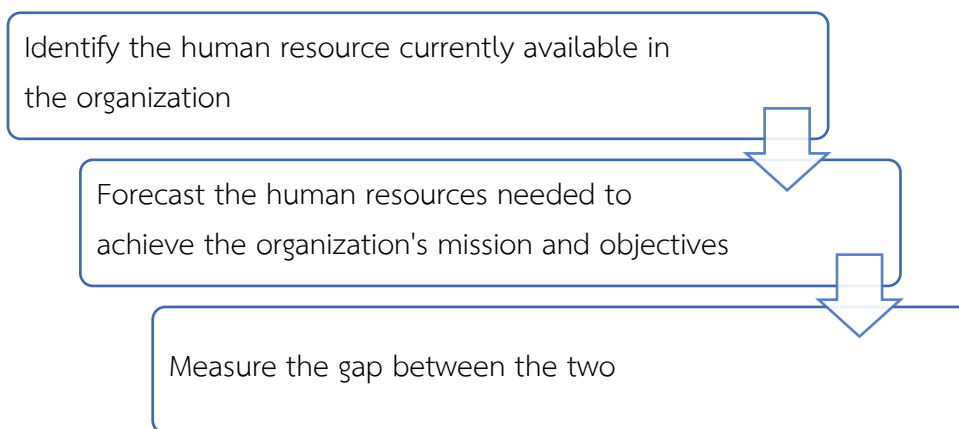 Identify the human resource currently available in
the organization
Forecast the human resources needed to
achieve the organization's mission and objectives
Measure the gap between the two